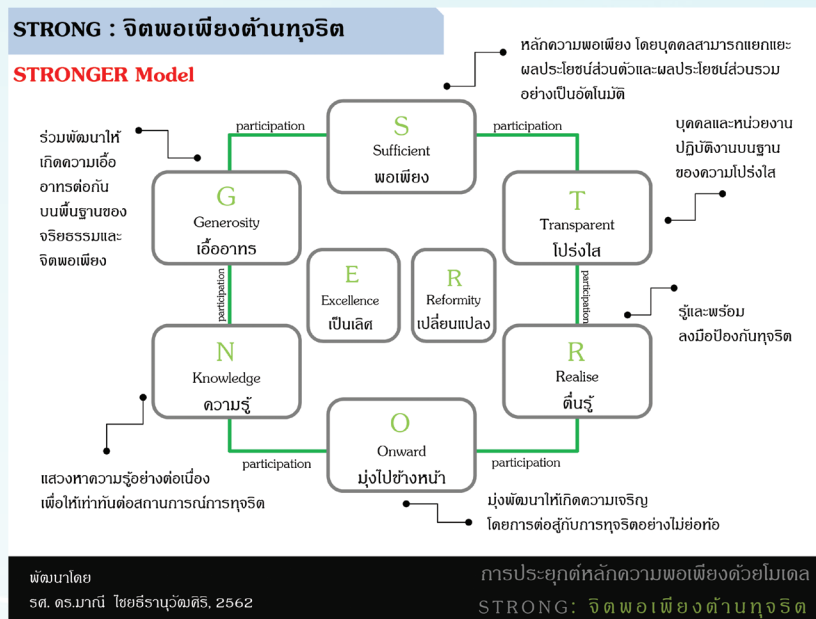 STRONG : จิตพอเพียงต้านทุจริต
STRONGER Model
หลักความพอเพียง โดยบุคคลสามารถแยกแยะ
ผลประโยชน์ส่วนตัวและผลประโยชน์ส่วนรวม
อย่างเป็นอัตโนมัติ
participation
S
Sufficient
พอเพียง
participation
บุคคลและหน่วยงาน
ปฏิบัติงานบนฐาน
ของความโปร่งใส
ร่วมพัฒนาให้
เกิดความเอื้อ
อาทรต่อกัน
บนพื้นฐานของ
จริยธรรมและ
จิตพอเพียง
G
Generosity
เอื้ออาทร
T
Transparent
โปร่งใส
participation
E
Excellence
เป็นเลิศ
R
Reformity
เปลี่ยนแปลง
participation
รู้และพร้อม
ลงมือป้องกันทุจริต
N
Knowledge
ความรู้
R
Realise
ตื่นรู้
participation
O
Onward
มุ่งไปข้างหน้า
participation
แสวงหาความรู้อย่างต่อเนื่อง
เพื่อให้เท่าทันต่อสถานการณ์การทุจริต
มุ่งพัฒนาให้เกิดความเจริญ
โดยการต่อสู้กับการทุจริตอย่างไม่ย่อท้อ
พัฒนาโดย
รศ. ดร.มาณี ไชยธีรานุวัฒศิริ, 2562
การประยุกต์หลักความพอเพียงด้วยโมเดล
STRONG: จิตพอเพียงต้านทุจริต